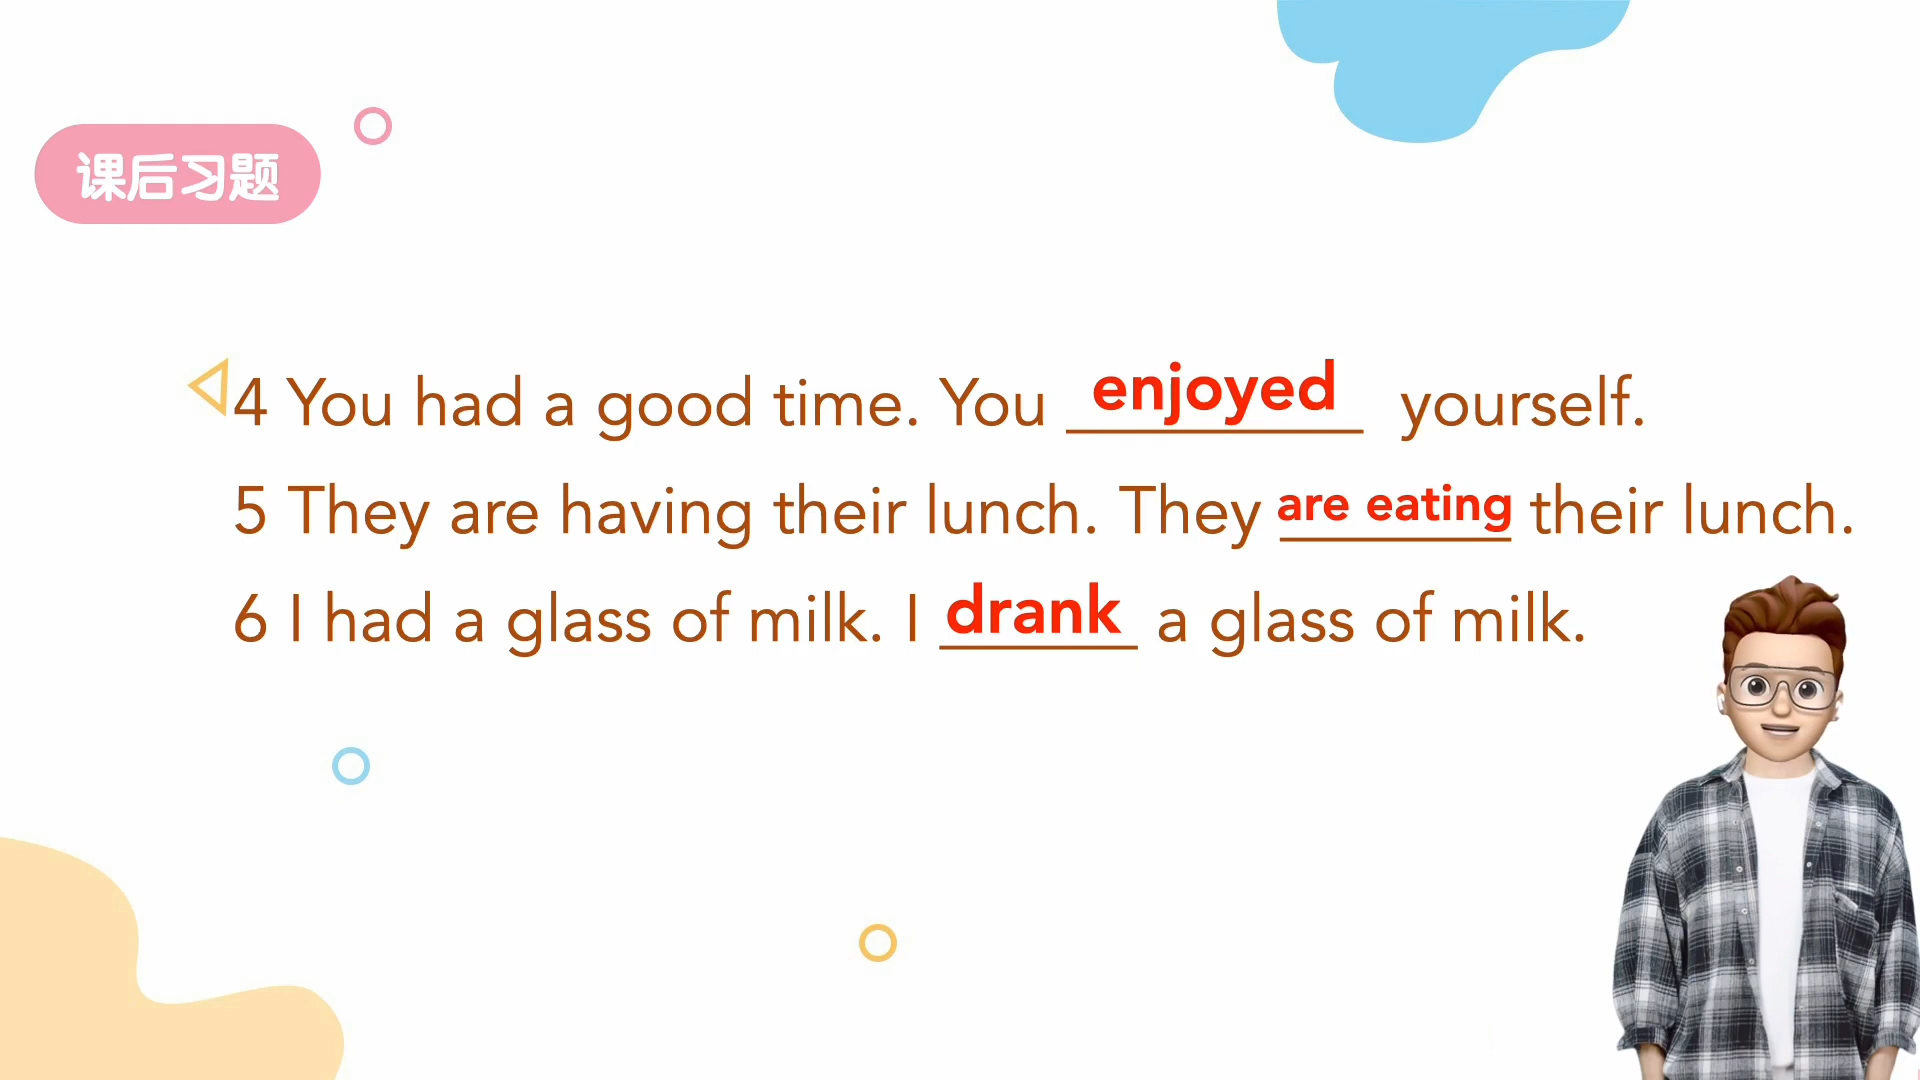 课后习题
4 You had a good time. You enjoyed yourself.
5 They are having their lunch. They are eating their lunch.
6 I had a glass of milk. I drank a glass of milk.